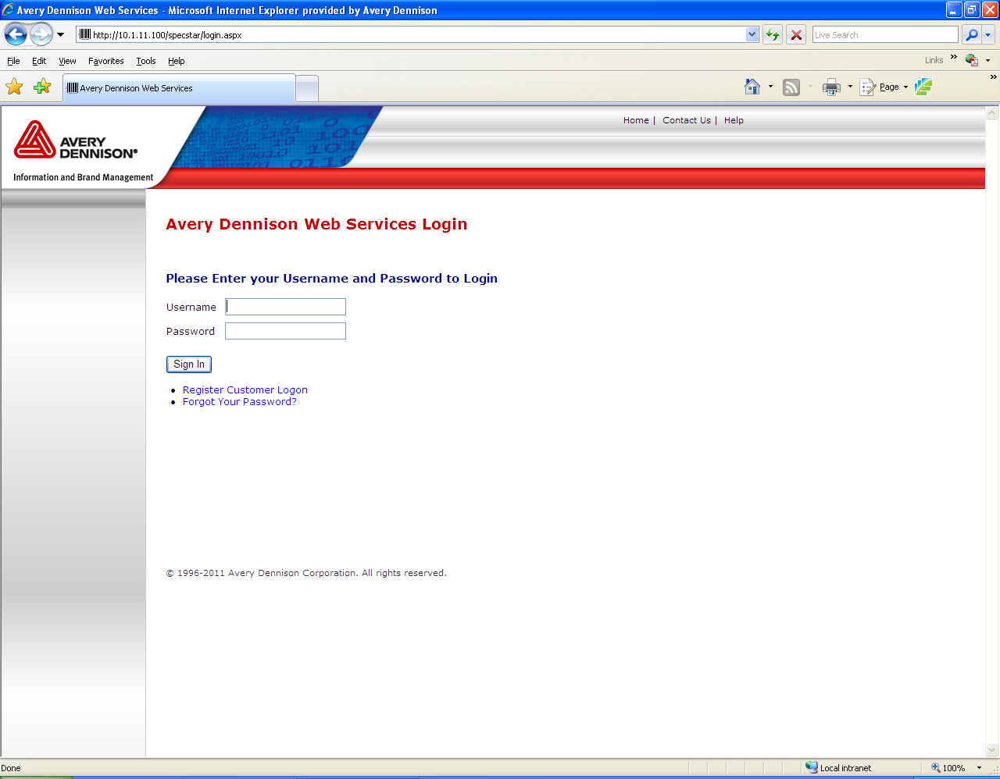 Avery Dennison Web Services - Microsoft Internet Explorer provided by Avery Dennison
http://10.1.11.100/specstar/login.aspx
Live Search
File Edit View Favorites Tools Help
Links »
Avery Dennison Web Services
Page
»
Home | Contact Us | Help
AVERY
DENNISON®
Information and Brand Management
Avery Dennison Web Services Login
Please Enter your Username and Password to Login
Username
Password
Sign In
• Register Customer Logon
• Forgot Your Password?
© 1996-2011 Avery Dennison Corporation. All rights reserved.
Done
Local intranet
100%